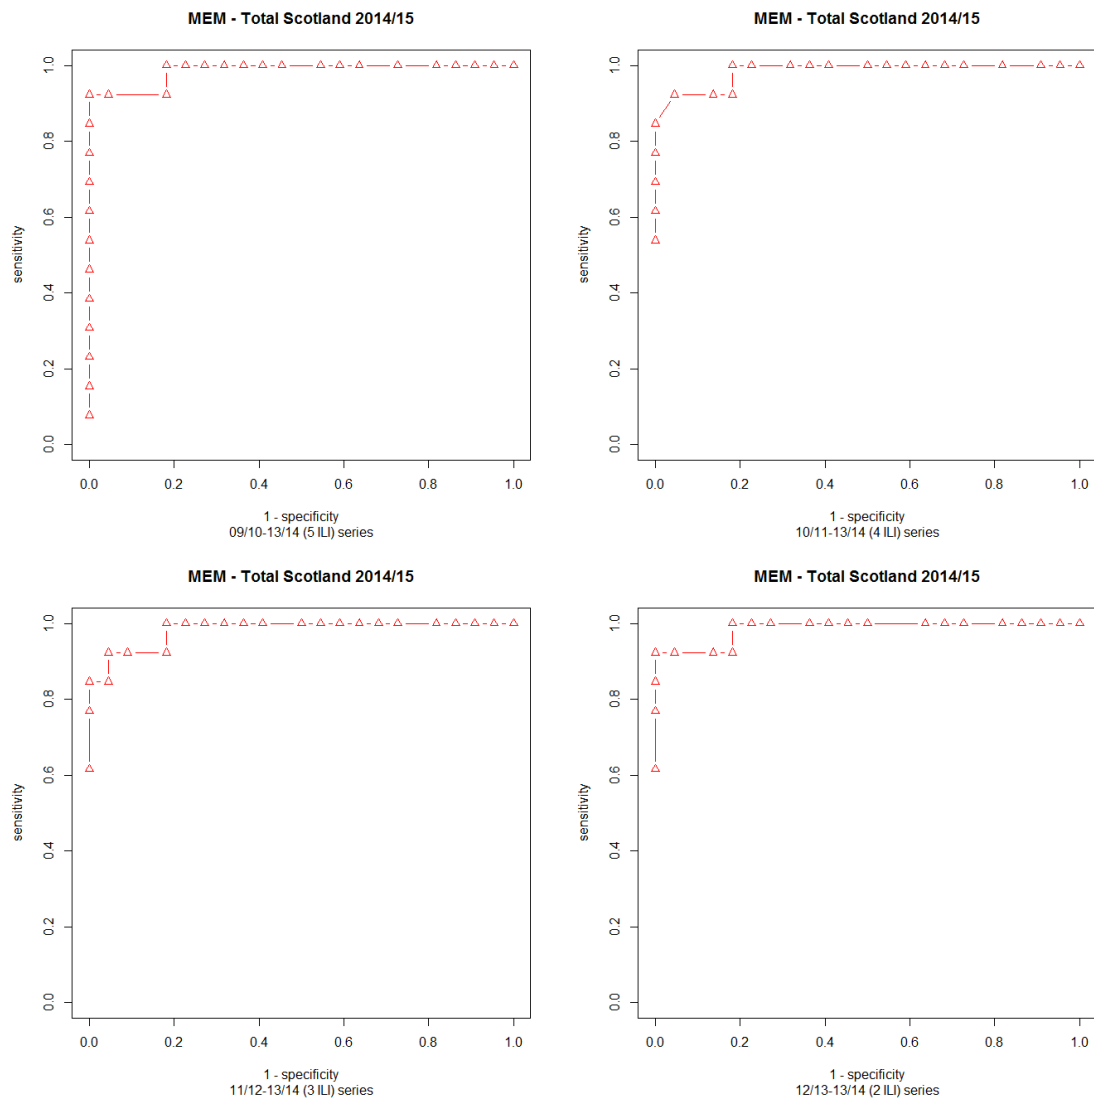 MEM - Total Scotland 2014/15
1.0
0.8
0.6
0.4
0.2
0.0
sensitivity
0.0 0.2 0.4 0.6 0.8 1.0
1 - specificity
09/10-13/14 (5 ILI) series
MEM - Total Scotland 2014/15
1.0
0.8
0.6
0.4
0.2
0.0
sensitivity
0.0 0.2 0.4 0.6 0.8 1.0
1 - specificity
10/11-13/14 (4 ILI) series
MEM - Total Scotland 2014/15
1.0
0.8
0.6
0.4
0.2
0.0
sensitivity
0.0 0.2 0.4 0.6 0.8 1.0
1 - specificity
11/12-13/14 (3 ILI) series
MEM - Total Scotland 2014/15
1.0
0.8
0.6
0.4
0.2
0.0
sensitivity
0.0 0.2 0.4 0.6 0.8 1.0
1 - specificity
12/13-13/14 (2 ILI) series